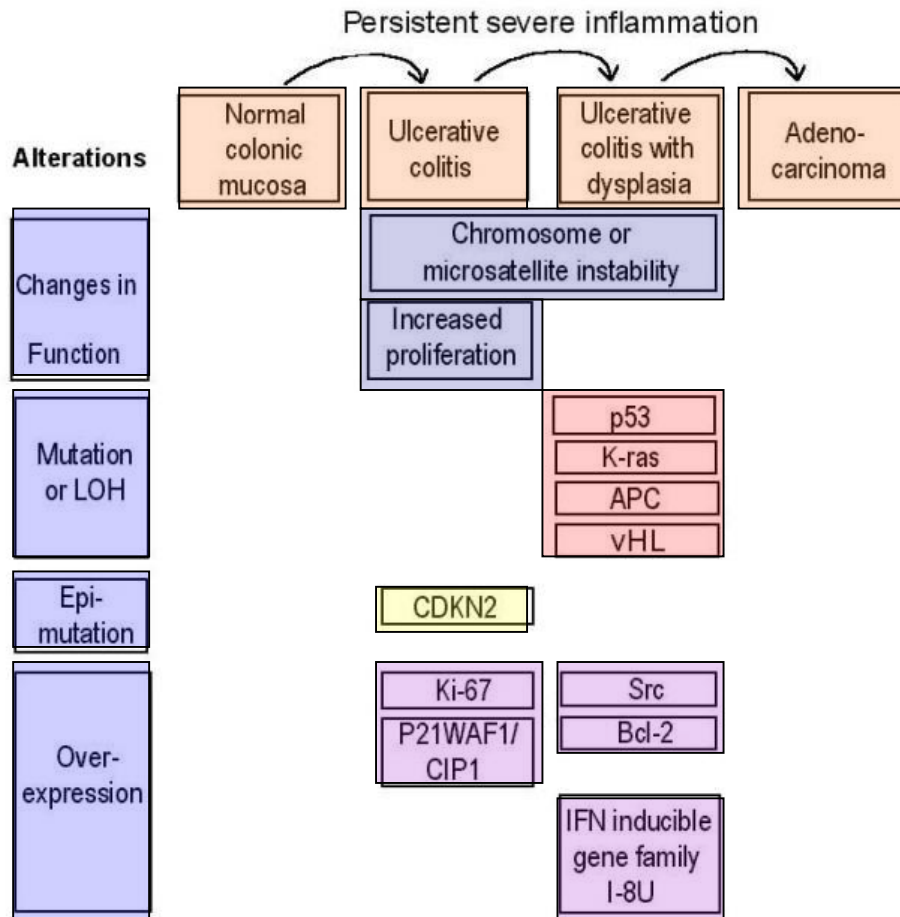 Persistent severe inflammation
Alterations
Normal
colonic
mucosa
Ulcerative
colitis
Ulcerative
colitis with
dysplasia
Adeno-
carcinoma
Changes in
Function
Chromosome or
microsatellite instability
Increased
proliferation
Mutation
or LOH
p53
K-ras
APC
vHL
Epi-
mutation
CDKN2
Over-
expression
Ki-67
P21WAF1/
CIP1
Src
Bcl-2
IFN inducible
gene family
I-8U